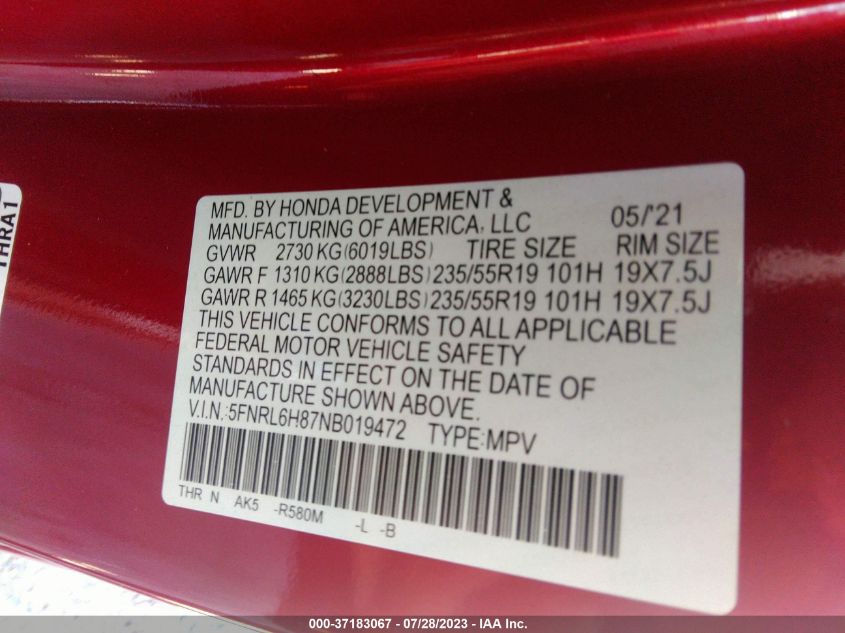 THRA1
MFD. BY HONDA DEVELOPMENT &
MANUFACTURING OF AMERICA, LLC 05/'21
GVWR 2730 KG(6019LBS) TIRE SIZE RIM SIZE
GAWR F 1310 KG(2888LBS) 235/55R19 101H 19X7.5J
GAWR R 1465 KG(3230LBS) 235/55R19 101H 19X7.5J
THIS VEHICLE CONFORMS TO ALL APPLICABLE
FEDERAL MOTOR VEHICLE SAFETY
STANDARDS IN EFFECT ON THE DATE OF
MANUFACTURE SHOWN ABOVE.
V.I.N.:5FNRL6H87NB019472 TYPE:MPV
THR N AK5 -R580M -L -B
000-37183067 / 07/28/2023 - IAA Inc.